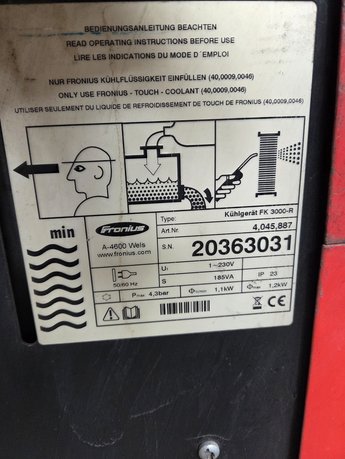 BEDIENUNGSANLEITUNG BEACHTEN
READ OPERATING INSTRUCTIONS BEFORE USE
LIRE LES INDICATIONS DU MODE D´EMPLOI
NUR FRONIUS KÜHLFLÜSSIGKEIT EINFÜLLEN (40,0009,0046)
ONLY USE FRONIUS - TOUCH - COOLANT (40,0009,0046)
UTILISER SEULEMENT DU LIQUIDE DE REFROIDISSEMENT DE TOUCH DE FRONIUS (40,0009,0046)
min
Fronius
A-4600 Wels
www.fronius.com
Type: Kühlgerät FK 3000-R
Art Nr. 4,045,887
S.N. 20363031
50/60 Hz
U1 1~230V
S 185VA IP 23
Pmax 4,3bar 1,1kW 1,2kW
CE